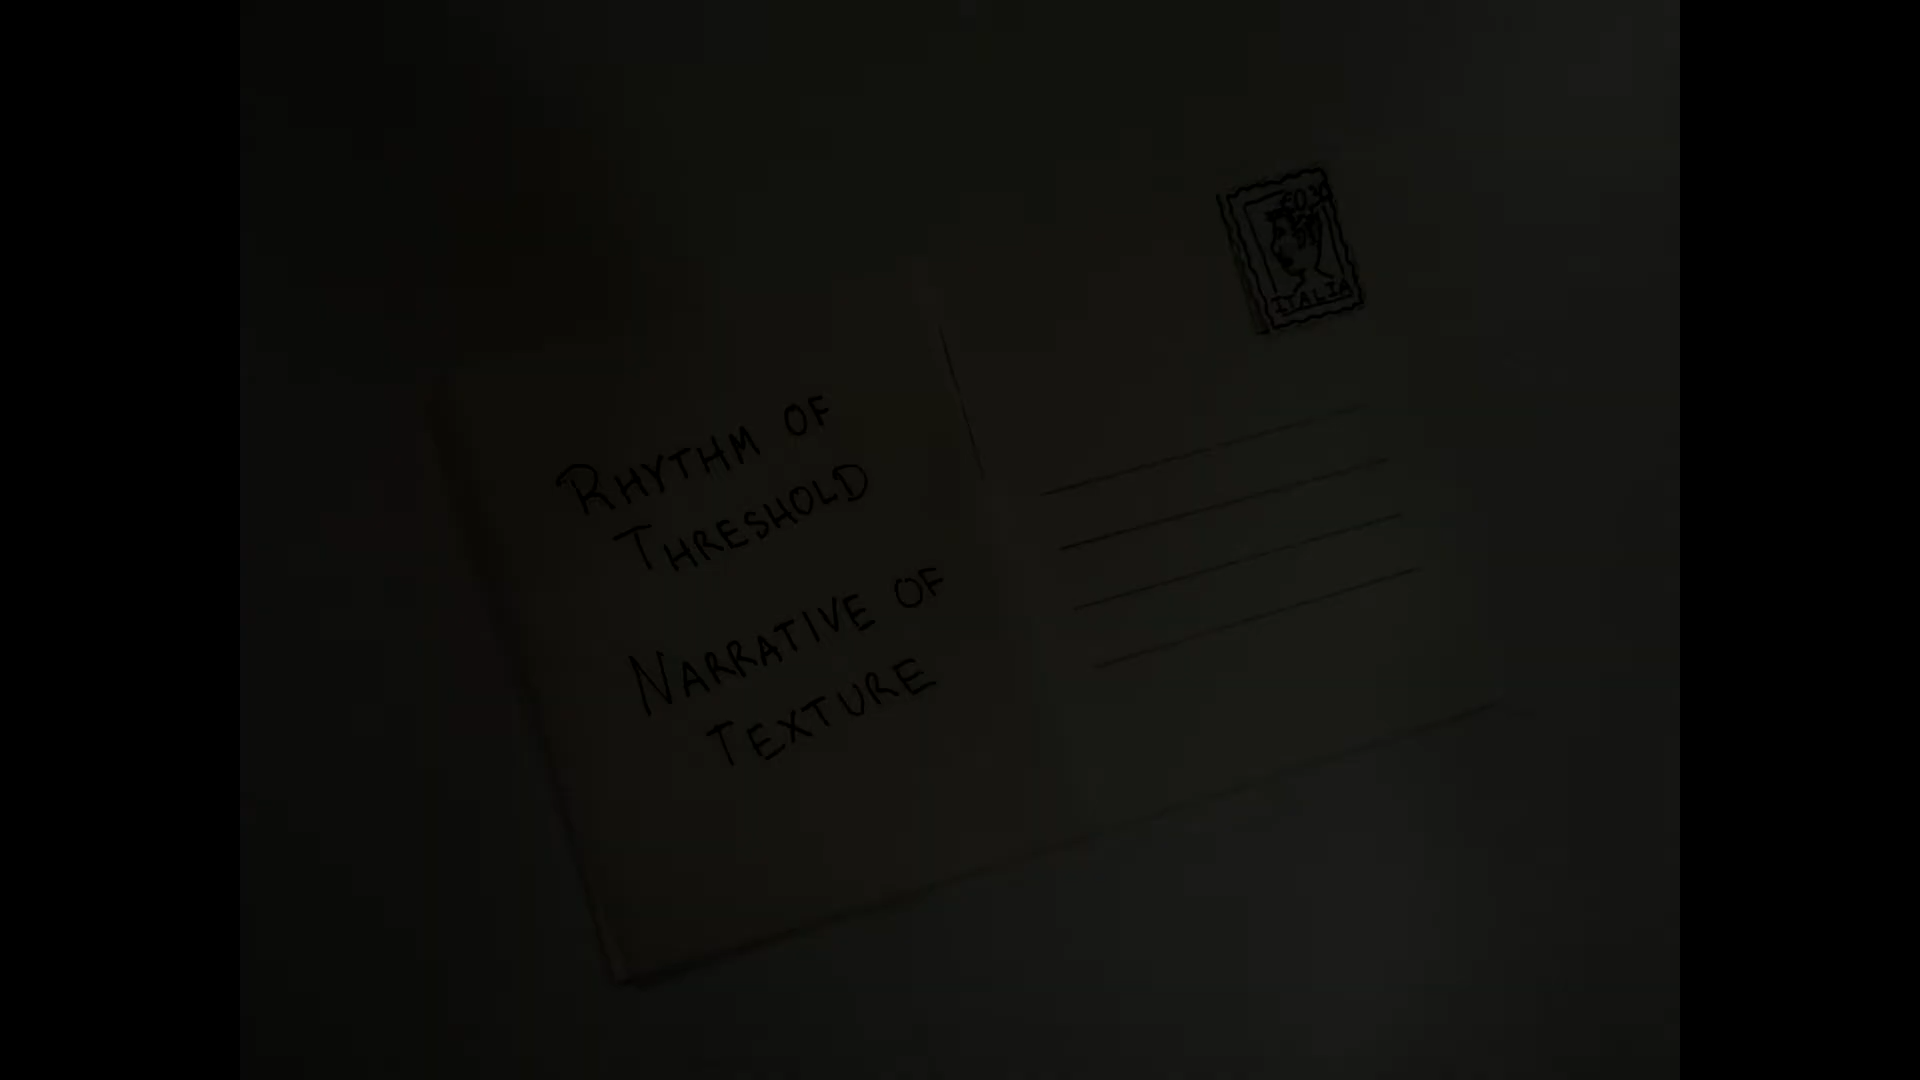 RHYTHM OF
THRESHOLD
NARRATIVE OF
TEXTURE
ITALIA